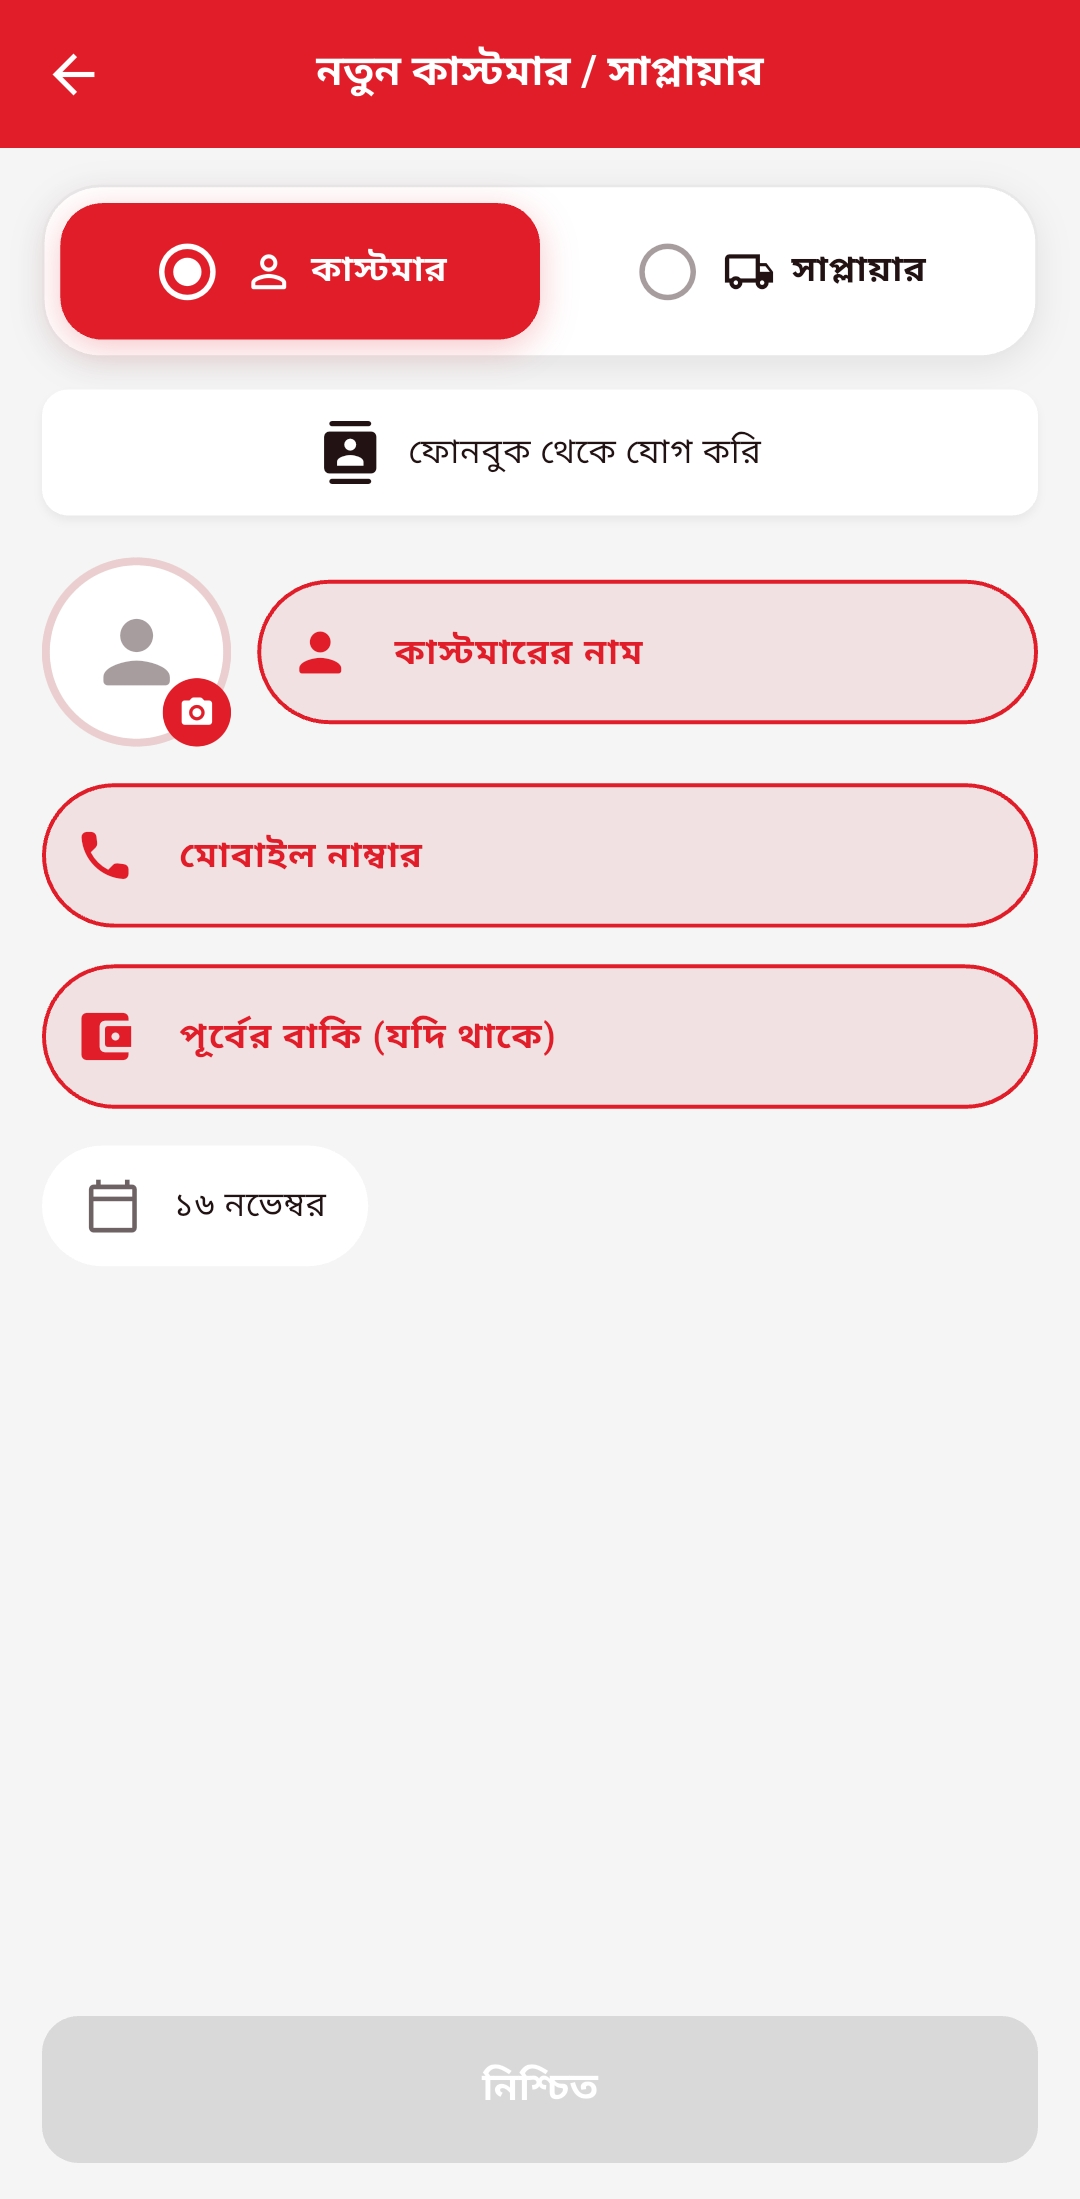 নতুন কাস্টমার / সাপ্লায়ার
কাস্টমার
সাপ্লায়ার
ফোনবুক থেকে যোগ করি
কাস্টমারের নাম
মোবাইল নাম্বার
পূর্বের বাকি (যদি থাকে)
১৬ নভেম্বর
নিশ্চিত